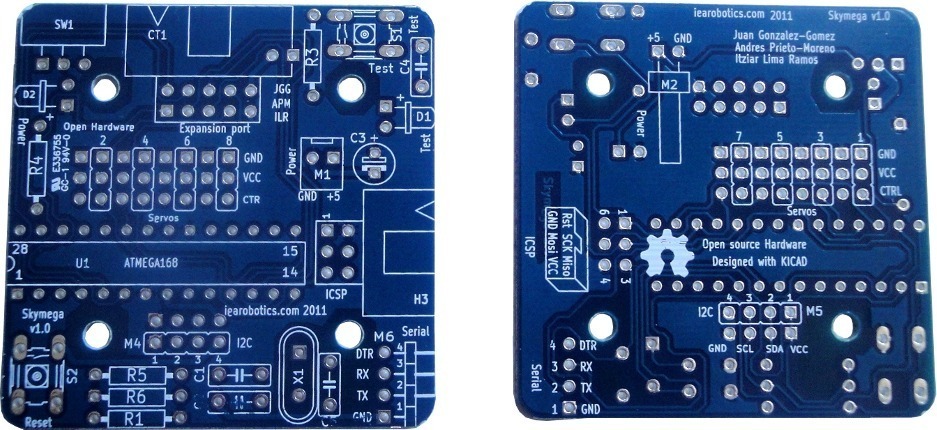 SW1
CT1
R3
S1
Test
C4
Test
JGG
APM
ILR
D2
D1
Test
Power
Open Hardware
Expansion port
Power
C3
2 4 6 8
E336755
GC-1 94V-0
R4
GND
VCC
CTR
M1
GND +5
Servos
1
28
15
U1
ATMEGA168
1
14
ICSP
H3
Skymega
v1.0
iearobotics.com 2011
M4
I2C
1 2 3 4
M6
Serial
DTR
RX
TX
GND
4
3
2
1
S2
Reset
R5
R6
R1
C1
X1
iearobotics.com 2011
Skymega v1.0
Juan Gonzalez-Gomez
Andres Prieto-Moreno
Itziar Lima Ramos
+5 GND
M2
Power
7 5 3 1
GND
VCC
CTRL
Servos
ICSP
Rst SCK Miso
GND Mosi VCC
6 1
4 3
Open source Hardware
Designed with KICAD
4 3 2 1
I2C
M5
GND SCL SDA VCC
Serial
4 DTR
3 RX
2 TX
1 GND